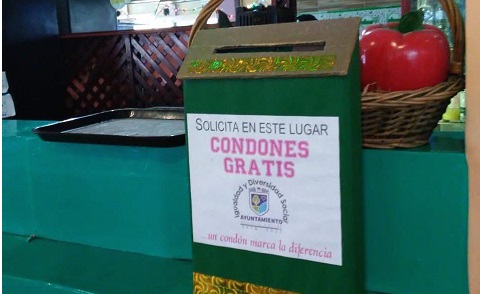 SOLICITA EN ESTE LUGAR
CONDONES
GRATIS
Igualdad y Diversidad Social
AYUNTAMIENTO
...un condón marca la diferencia